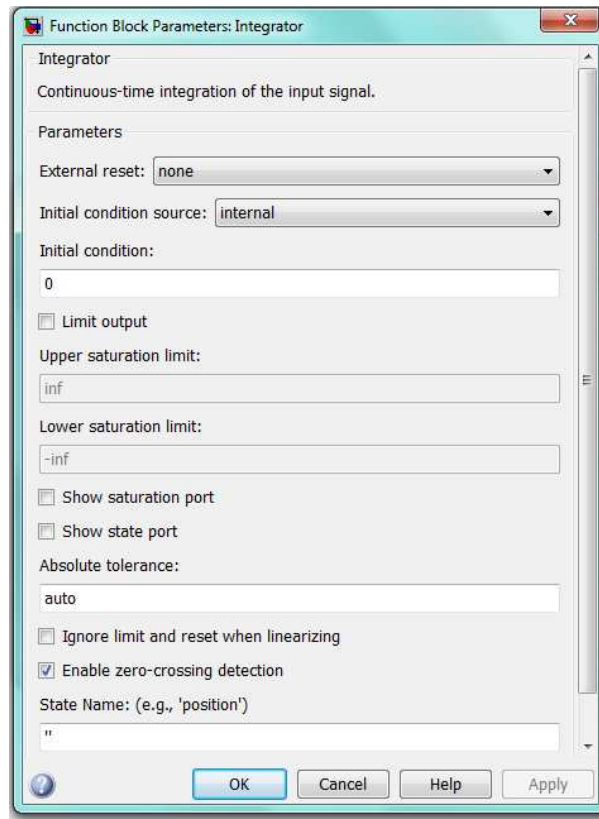 Function Block Parameters: Integrator
Integrator
Continuous-time integration of the input signal.
Parameters
External reset: none
Initial condition source: internal
Initial condition:
0
Limit output
Upper saturation limit:
inf
Lower saturation limit:
-inf
Show saturation port
Show state port
Absolute tolerance:
auto
Ignore limit and reset when linearizing
Enable zero-crossing detection
State Name: (e.g., 'position')
''
OK Cancel Help Apply